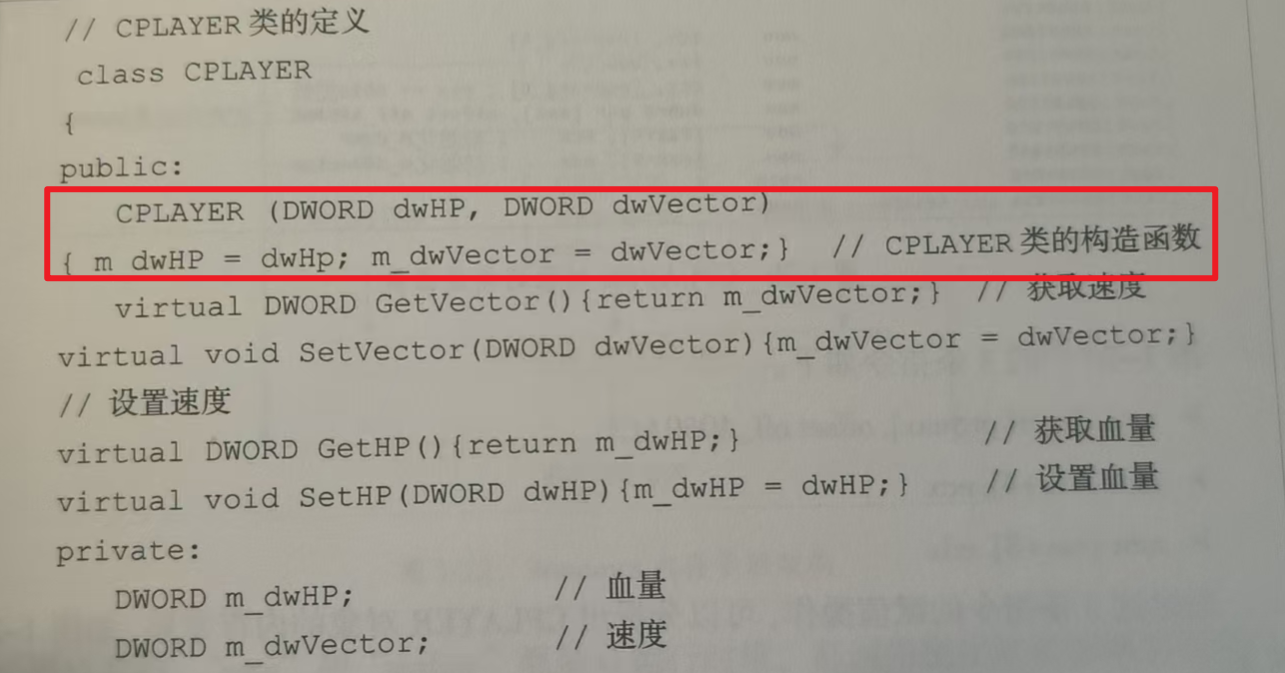 // CPLAYER 类的定义
class CPLAYER
{
public:
CPLAYER (DWORD dwHP, DWORD dwVector)
{ m_dwHP = dwHp; m_dwVector = dwVector;} // CPLAYER 类的构造函数
virtual DWORD GetVector(){return m_dwVector;} // 获取速度
virtual void SetVector(DWORD dwVector){m_dwVector = dwVector;}
// 设置速度
virtual DWORD GetHP(){return m_dwHP;} // 获取血量
virtual void SetHP(DWORD dwHP){m_dwHP = dwHP;} // 设置血量
private:
DWORD m_dwHP; // 血量
DWORD m_dwVector; // 速度